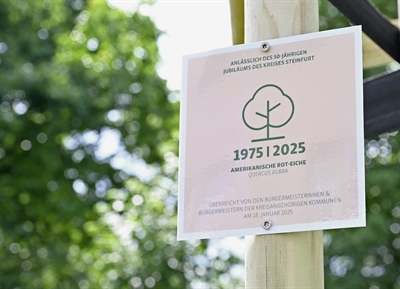 ANLÄSSLICH DES 50-JÄHRIGEN
JUBILÄUMS DES KREISES STEINFURT
1975 | 2025
AMERIKANISCHE ROT-EICHE
QUERCUS RUBRA
ÜBERREICHT VON DEN BÜRGERMEISTERINNEN &
BÜRGERMEISTERN DER KREISANGEHÖRIGEN KOMMUNEN
AM 18. JANUAR 2025